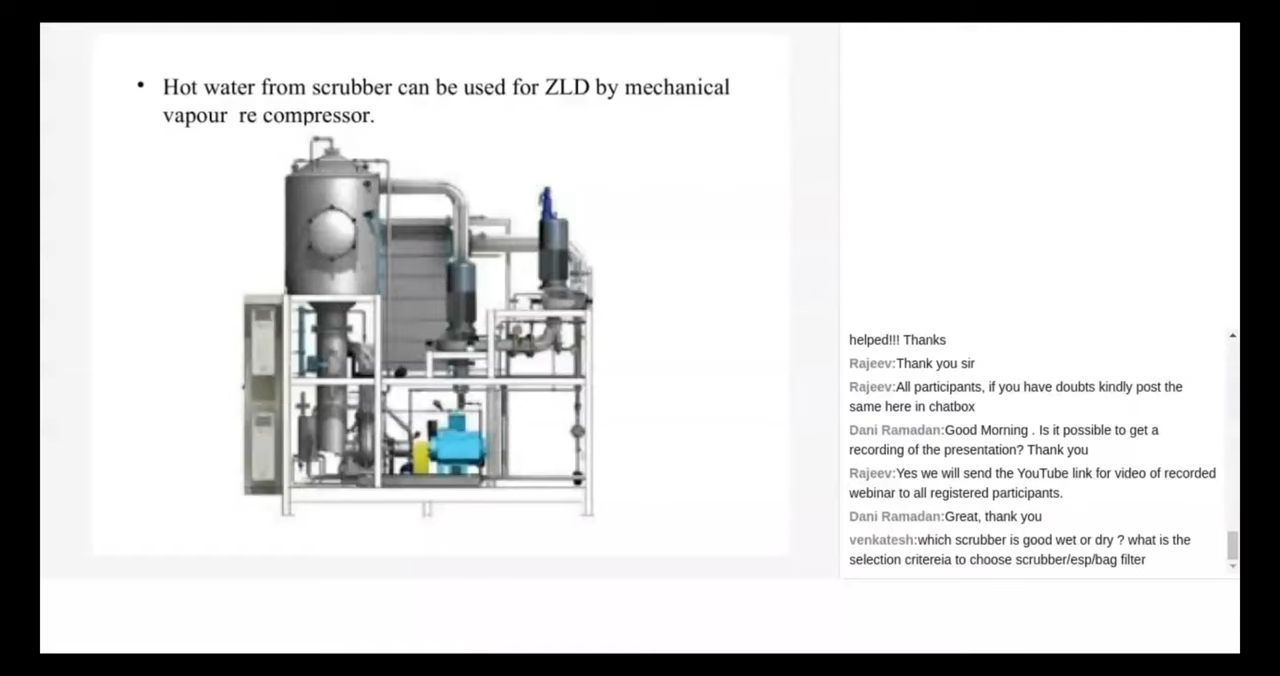 • Hot water from scrubber can be used for ZLD by mechanical
vapour re compressor.
helped!!! Thanks
Rajeev:Thank you sir
Rajeev:All participants, if you have doubts kindly post the
same here in chatbox
Dani Ramadan:Good Morning . Is it possible to get a
recording of the presentation? Thank you
Rajeev:Yes we will send the YouTube link for video of recorded
webinar to all registered participants.
Dani Ramadan:Great, thank you
venkatesh:which scrubber is good wet or dry ? what is the
selection critereia to choose scrubber/esp/bag filter